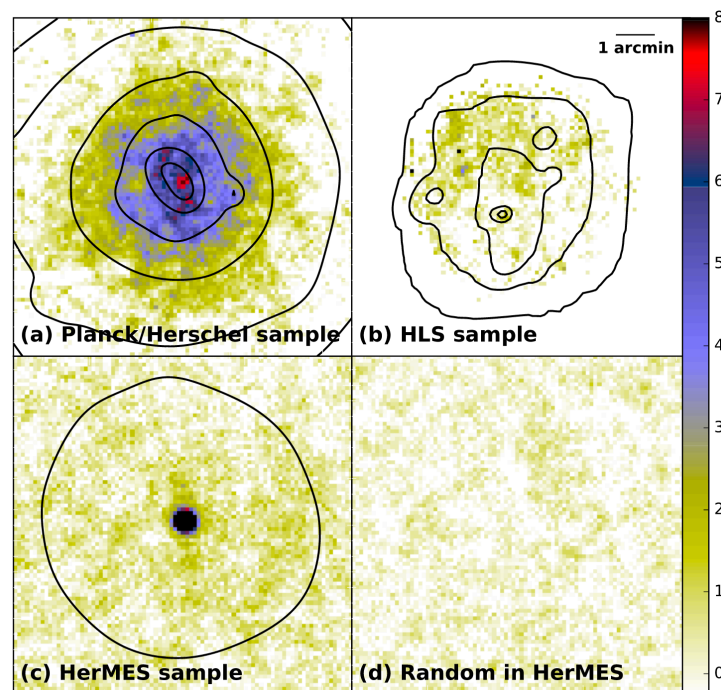 1 arcmin
(a) Planck/Herschel sample
(b) HLS sample
(c) HerMES sample
(d) Random in HerMES
8
7
6
5
4
3
2
1
0